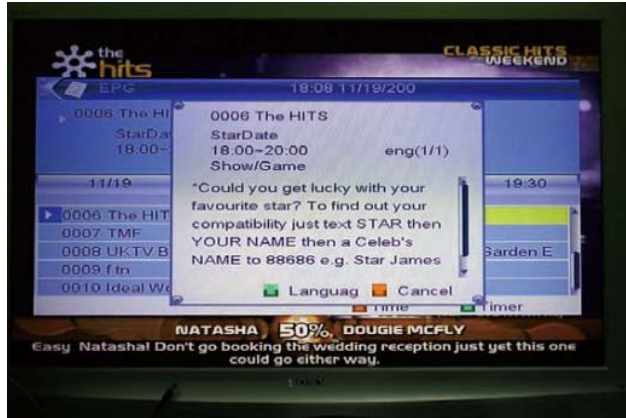 the
hits
CLASSIC HITS
WEEKEND
EPG
18:08 11/19/200
0006 The HI
StarDa
18:00~
0006 The HITS
StarDate
18:00~20:00 eng(1/1)
Show/Game
11/19
19:30
*Could you get lucky with your
favourite star? To find out your
compatibility just text STAR then
YOUR NAME then a Celeb's
NAME to 88686 e.g. Star James
0006 The HIT
0007 TMF
0008 UKTV B
Garden E
0009 f tn
0010 Ideal Wo
Languag Cancel
Time Timer
NATASHA 50% DOUGIE MCFLY
Easy Natasha! Don't go booking the wedding reception just yet this one
could go either way.